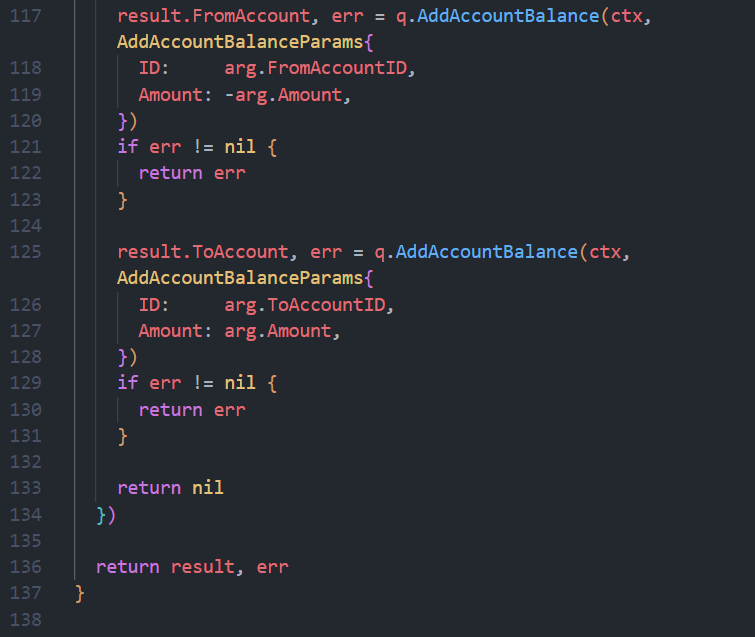 117 result.FromAccount, err = q.AddAccountBalance(ctx,
AddAccountBalanceParams{
118 ID: arg.FromAccountID,
119 Amount: -arg.Amount,
120 })
121 if err != nil {
122 return err
123 }
124
125 result.ToAccount, err = q.AddAccountBalance(ctx,
AddAccountBalanceParams{
126 ID: arg.ToAccountID,
127 Amount: arg.Amount,
128 })
129 if err != nil {
130 return err
131 }
132
133 return nil
134 })
135
136 return result, err
137 }
138